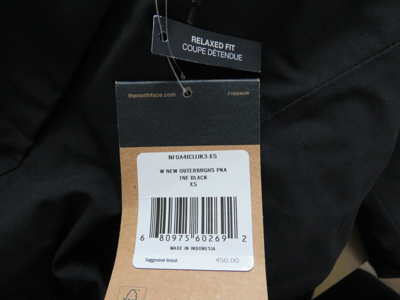 RELAXED FIT
COUPE DÉTENDUE
thenorthface.com
NF0A4R3JJK3-XS
W NEW OUTERBRGHS PKA
TNF BLACK
XS
6 80975 60269 2
MADE IN INDONESIA
Suggested Retail 450.00
FSC